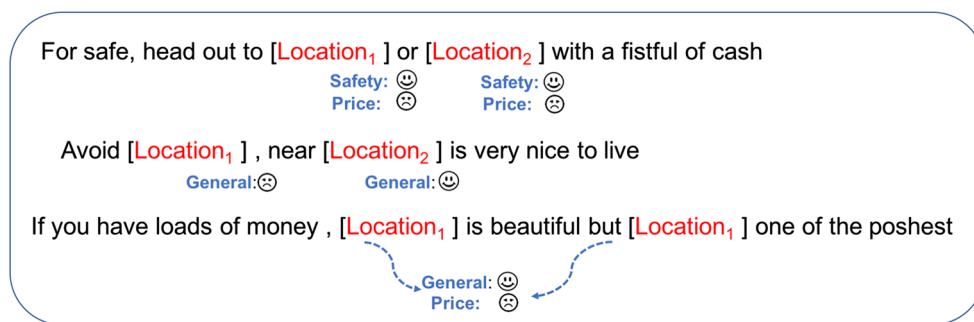 For safe, head out to [Location1 ] or [Location2 ] with a fistful of cash
Safety: Safety:
Price: Price:
Avoid [Location1 ] , near [Location2 ] is very nice to live
General: General:
If you have loads of money , [Location1 ] is beautiful but [Location1 ] one of the poshest
General:
Price: